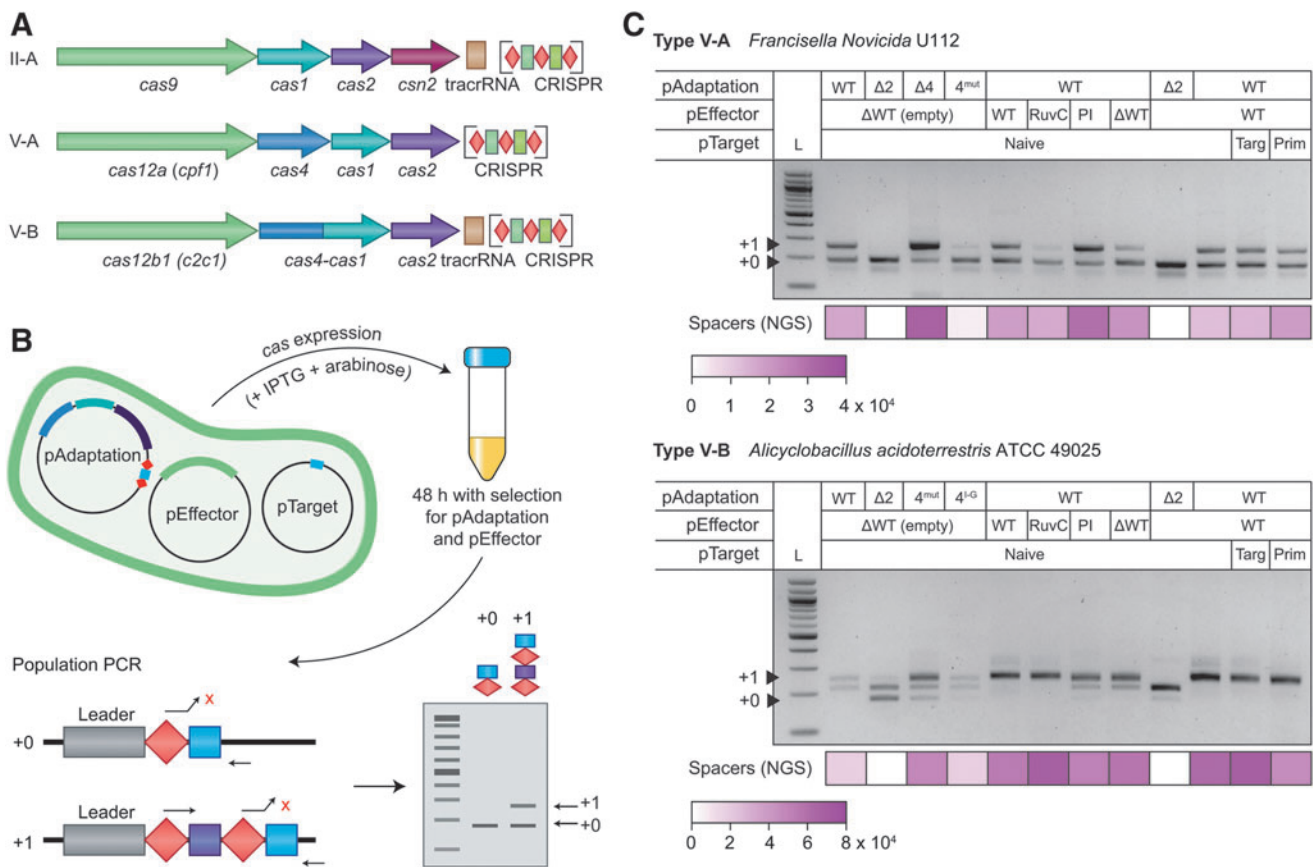 A
II-A
cas9
cas1
cas2
csn2
tracrRNA
CRISPR
V-A
cas12a (cpf1)
cas4
cas1
cas2
CRISPR
V-B
cas12b1 (c2c1)
cas4-cas1
cas2
tracrRNA
CRISPR
B
cas expression
(+ IPTG + arabinose)
pAdaptation
pEffector
pTarget
48 h with selection
for pAdaptation
and pEffector
Population PCR
Leader
x
+0
Leader
x
+1
+0 +1
+1
+0
C
Type V-A Francisella Novicida U112
pAdaptation WT Δ2 Δ4 4mut WT Δ2 WT
pEffector ΔWT (empty) WT RuvC PI ΔWT WT
pTarget L Naive Targ Prim
+1
+0
Spacers (NGS)
0 1 2 3 4 x 10⁴
Type V-B Alicyclobacillus acidoterrestris ATCC 49025
pAdaptation WT Δ2 4mut 4I-G WT Δ2 WT
pEffector ΔWT (empty) WT RuvC PI ΔWT WT
pTarget L Naive Targ Prim
+1
+0
Spacers (NGS)
0 2 4 6 8 x 10⁴